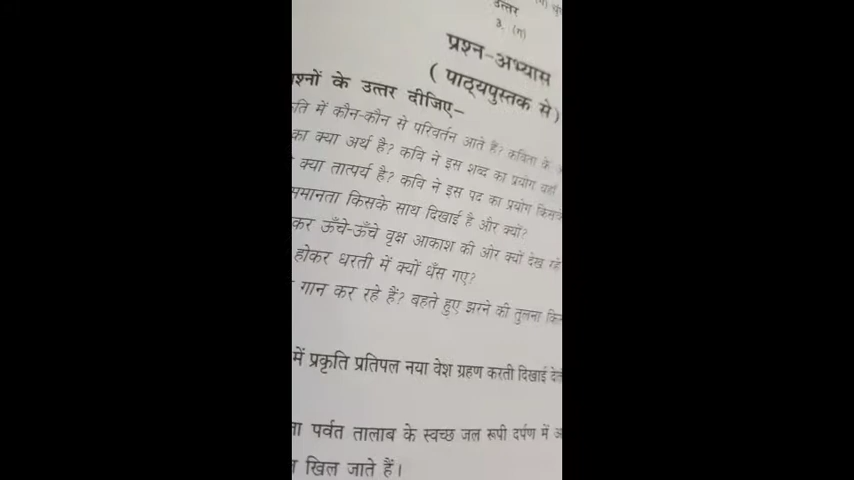 उत्तर
3. (ग)
प्रश्न-अभ्यास
( पाठ्यपुस्तक से)
के उत्तर दीजिए-
में कौन-कौन से परिवर्तन आते हैं? कविता के
का क्या अर्थ है? कवि ने इस शब्द का प्रयोग
क्या तात्पर्य है? कवि ने इस पद का प्रयोग
समानता किसके साथ दिखाई है और क्यों?
कर ऊँचे-ऊँचे वृक्ष आकाश की ओर क्यों देख रहे
होकर धरती में क्यों धँस गए?
गान कर रहे हैं? बहते हुए झरने की तुलना
में प्रकृति प्रतिपल नया वेश ग्रहण करती दिखाई
पर्वत तालाब के स्वच्छ जल रूपी दर्पण में
खिल जाते हैं।